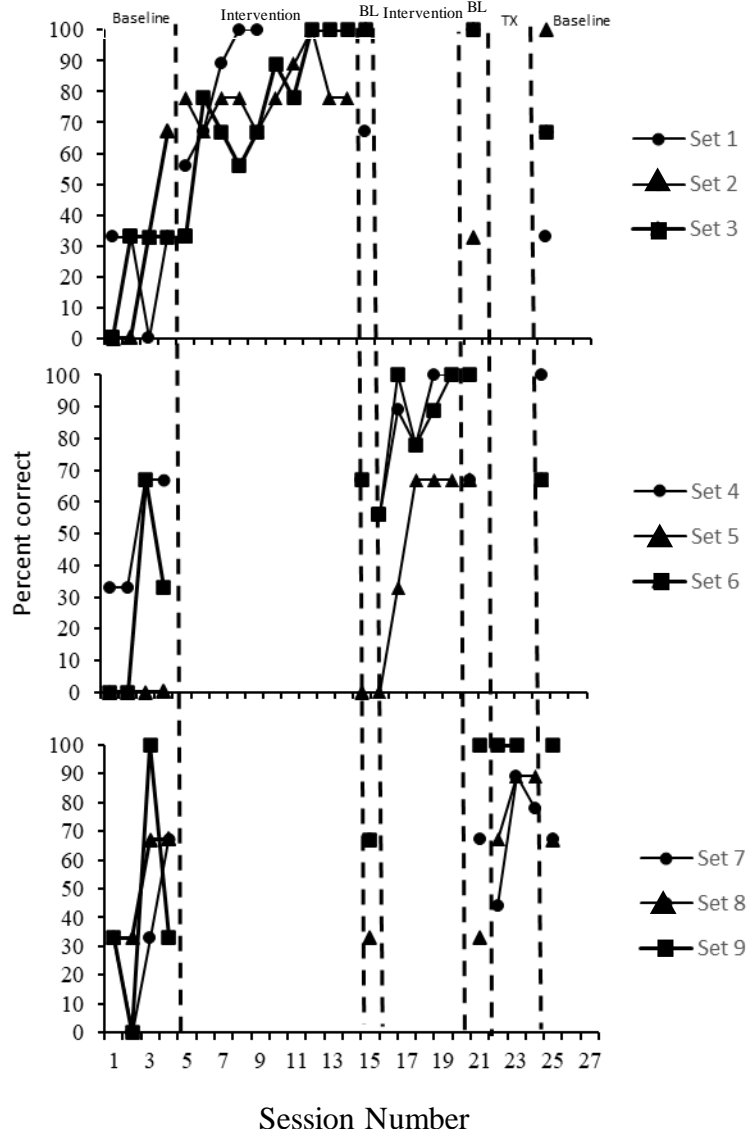 Baseline Intervention BL Intervention BL TX Baseline
100
90
80
70
60
50
40
30
20
10
0
Set 1
Set 2
Set 3
Percent correct
100
90
80
70
60
50
40
30
20
10
0
Set 4
Set 5
Set 6
100
90
80
70
60
50
40
30
20
10
0
Set 7
Set 8
Set 9
1 3 5 7 9 11 13 15 17 19 21 23 25 27
Session Number